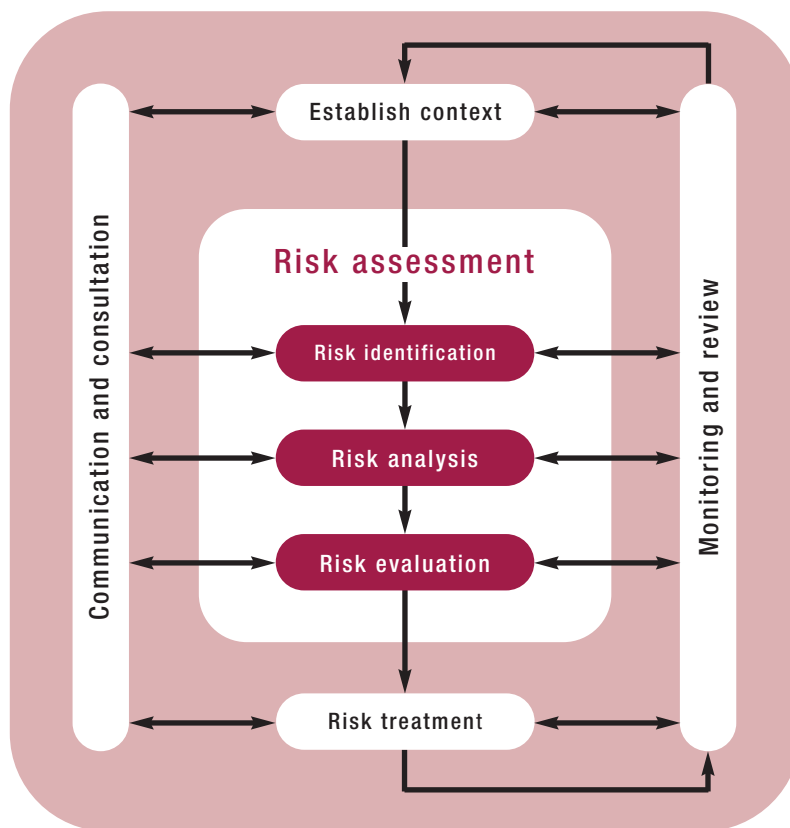 Establish context
Communication and consultation
Risk assessment
Risk identification
Risk analysis
Risk evaluation
Risk treatment
Monitoring and review